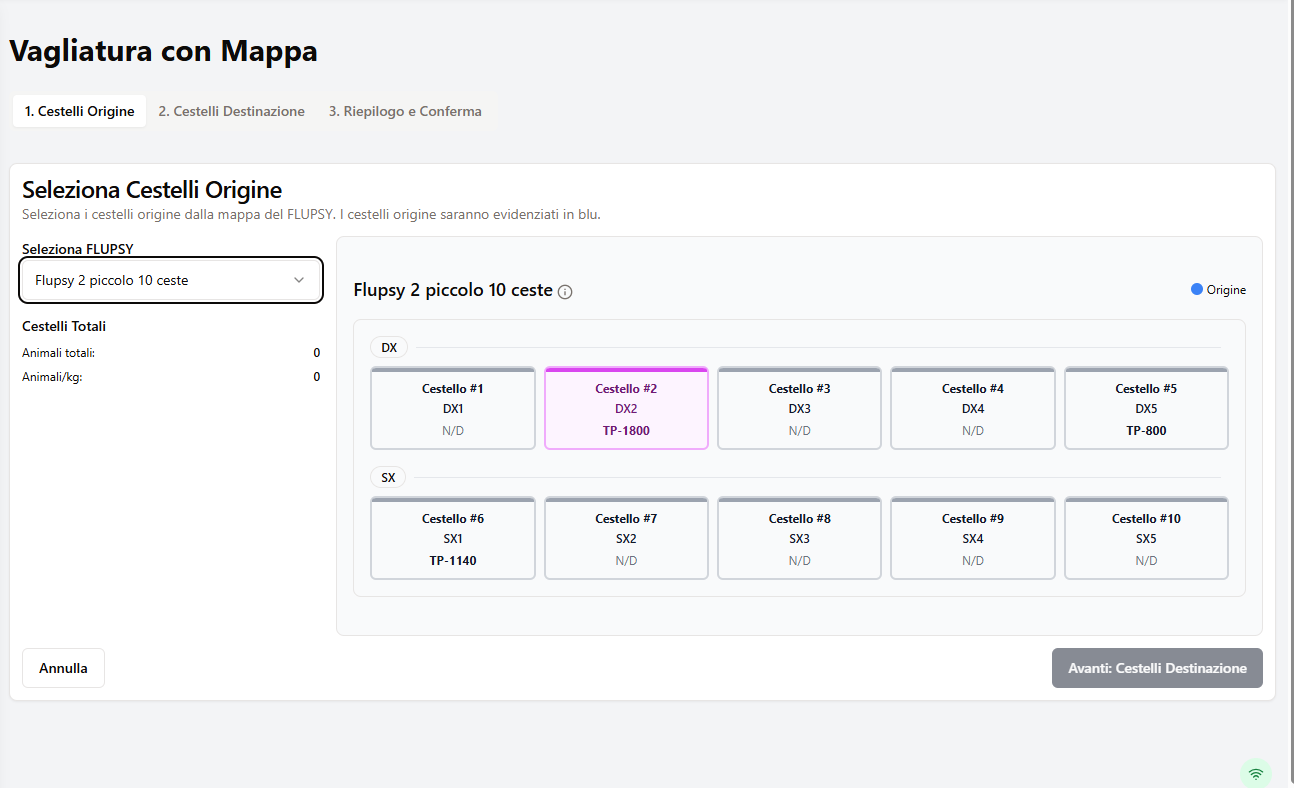 Vagliatura con Mappa
1. Cestelli Origine 2. Cestelli Destinazione 3. Riepilogo e Conferma
Seleziona Cestelli Origine
Seleziona i cestelli origine dalla mappa del FLUPSY. I cestelli origine saranno evidenziati in blu.
Seleziona FLUPSY
Flupsy 2 piccolo 10 ceste
Cestelli Totali
Animali totali: 0
Animali/kg: 0
Flupsy 2 piccolo 10 ceste
Origine
DX
Cestello #1 Cestello #2 Cestello #3 Cestello #4 Cestello #5
DX1 DX2 DX3 DX4 DX5
N/D TP-1800 N/D N/D TP-800
SX
Cestello #6 Cestello #7 Cestello #8 Cestello #9 Cestello #10
SX1 SX2 SX3 SX4 SX5
TP-1140 N/D N/D N/D N/D
Annulla
Avanti: Cestelli Destinazione